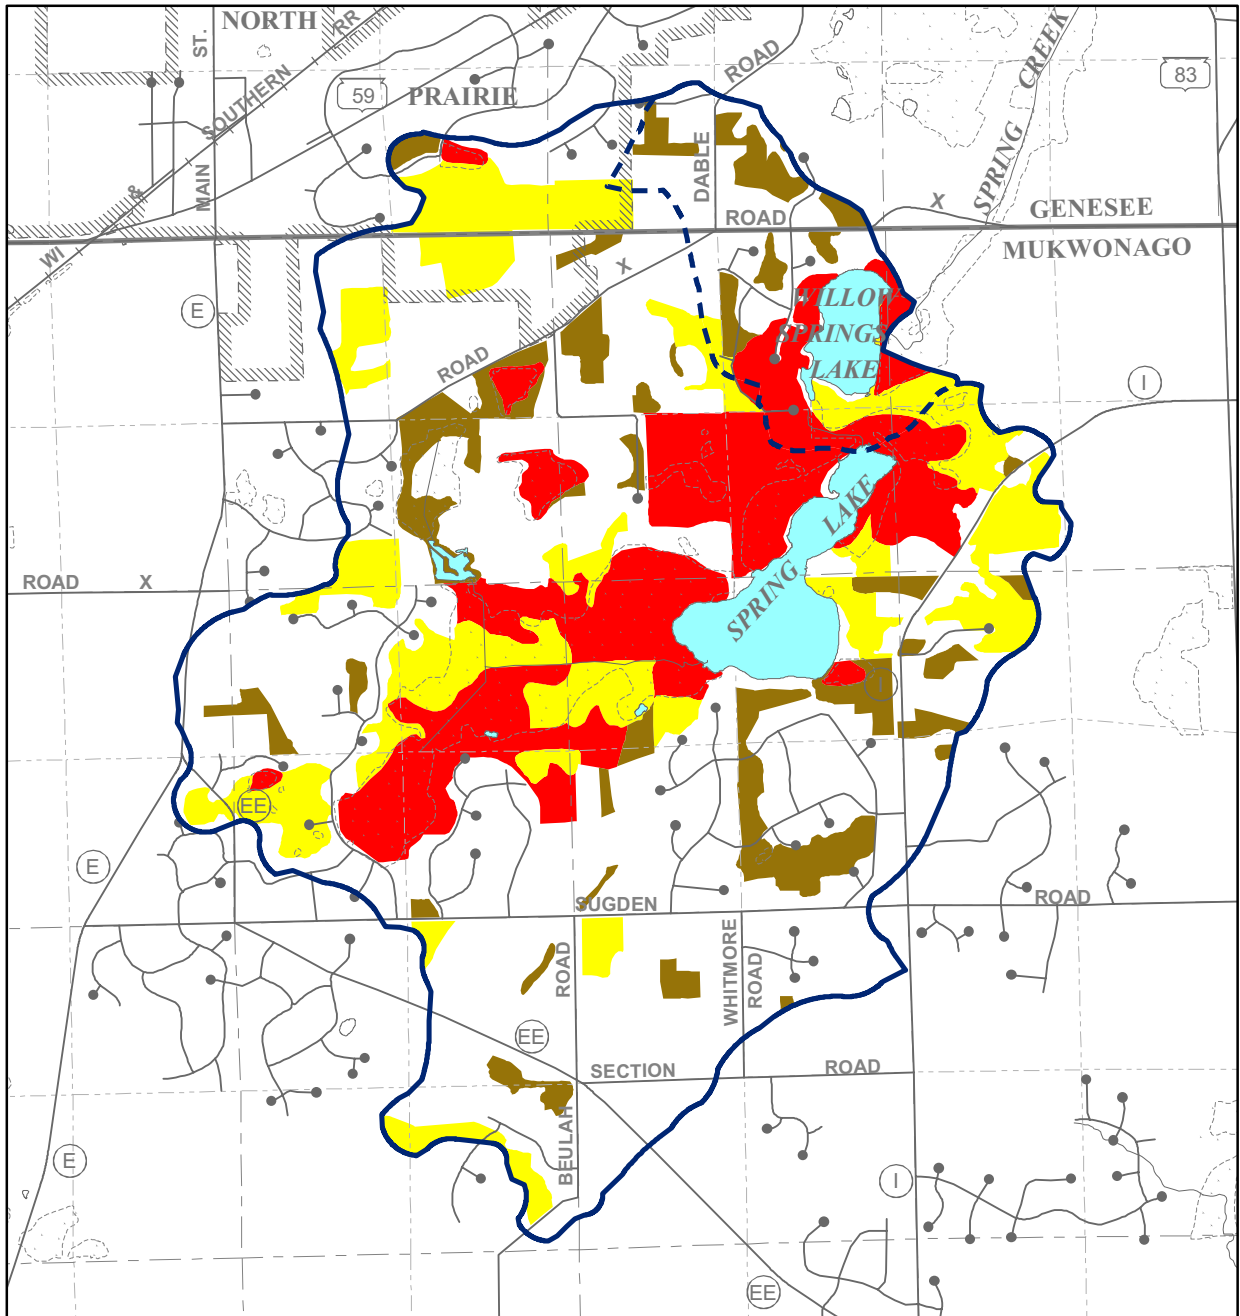 NORTH
PRAIRIE
ST.
MAIN
WI & SOUTHERN RR
59
ROAD
DABLE
SPRING CREEK
83
X
GENESEE
MUKWONAGO
ROAD
X
E
WILLOW
SPRINGS
LAKE
ROAD
I
SPRING LAKE
ROAD X
I
EE
E
SUGDEN
ROAD
ROAD
WHITMORE
ROAD
EE
SECTION
ROAD
BEULAH
E
I
EE